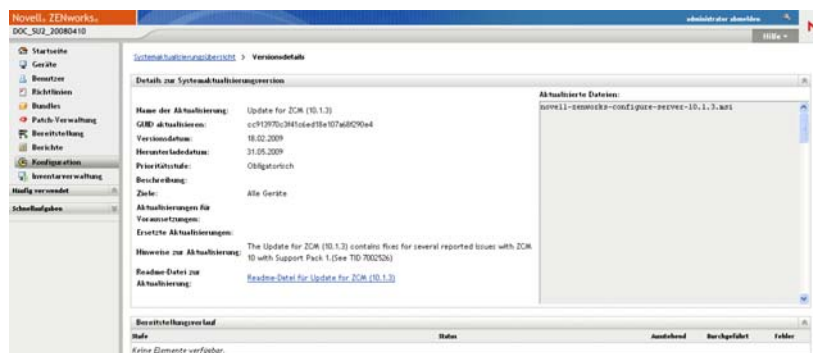 Novell. ZENworks.
administrator abmelden
DOC_SU2_20080410
Hilfe
Startseite
Geräte
Benutzer
Richtlinien
Bundles
Patch-Verwaltung
Bereitstellung
Berichte
Konfiguration
Inventarverwaltung
Häufig verwendet
Schnellaufgaben
Systemaktualisierungsübersicht > Versionsdetails
Details zur Systemaktualisierungsversion
Name der Aktualisierung: Update for ZCM (10.1.3)
GUID aktualisieren:
Versionsdatum: 18.02.2009
Herunterladedatum: 31.05.2009
Prioritätsstufe: Obligatorisch
Beschreibung:
Ziele: Alle Geräte
Aktualisierungen für Voraussetzungen:
Ersetzte Aktualisierungen:
Hinweise zur Aktualisierung: The Update for ZCM (10.1.3) contains fixes for several reported issues with ZCM
10 with Support Pack 1.(See TID 7002526)
Readme-Datei zur Aktualisierung: Readme-Datei für Update for ZCM (10.1.3)
Aktualisierte Dateien:
novell-zenworks-configure-server-10.1.3.msi
Bereitstellungsverlauf
Stufe Status Ausstehend Durchgeführt Fehler
Keine Elemente verfügbar.